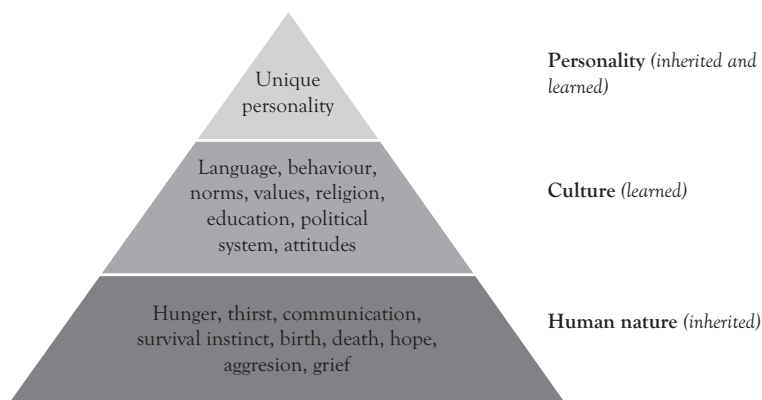 Unique
personality
Personality (inherited and
learned)
Language, behaviour,
norms, values, religion,
education, political
system, attitudes
Culture (learned)
Hunger, thirst, communication,
survival instinct, birth, death, hope,
aggresion, grief
Human nature (inherited)